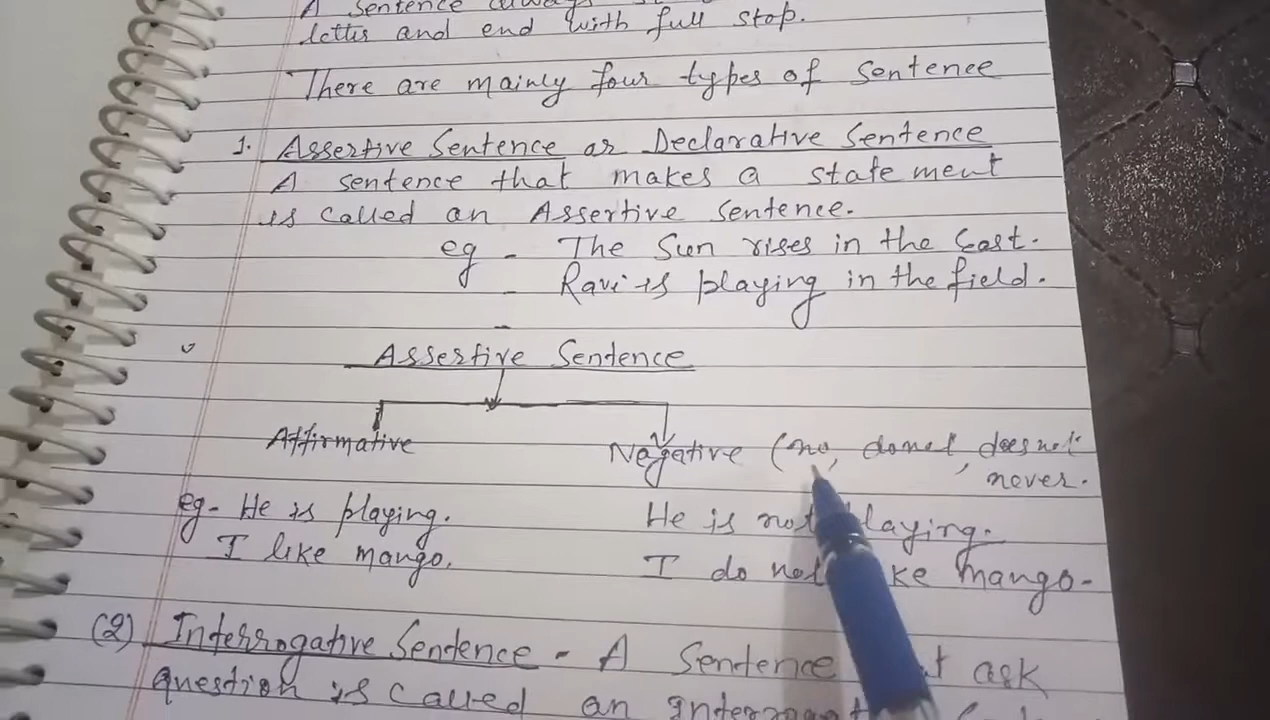 A sentence always
letter and end with full stop.
There are mainly four types of sentence
1. Assertive Sentence or Declarative Sentence
A sentence that makes a statement
is called an Assertive sentence.
eg - The Sun rises in the East.
- Ravi is playing in the field.
Assertive Sentence
Affirmative Negative (no, donot, does not,
never.
eg- He is playing. He is not playing.
I like mango. I do not like mango.
(2) Interrogative Sentence - A Sentence ask
question is called an